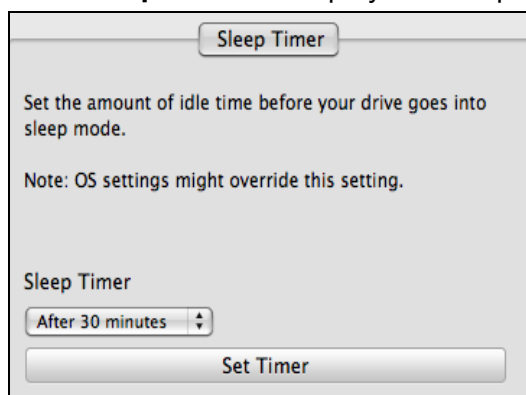 Sleep Timer
Set the amount of idle time before your drive goes into
sleep mode.
Note: OS settings might override this setting.
Sleep Timer
After 30 minutes
Set Timer